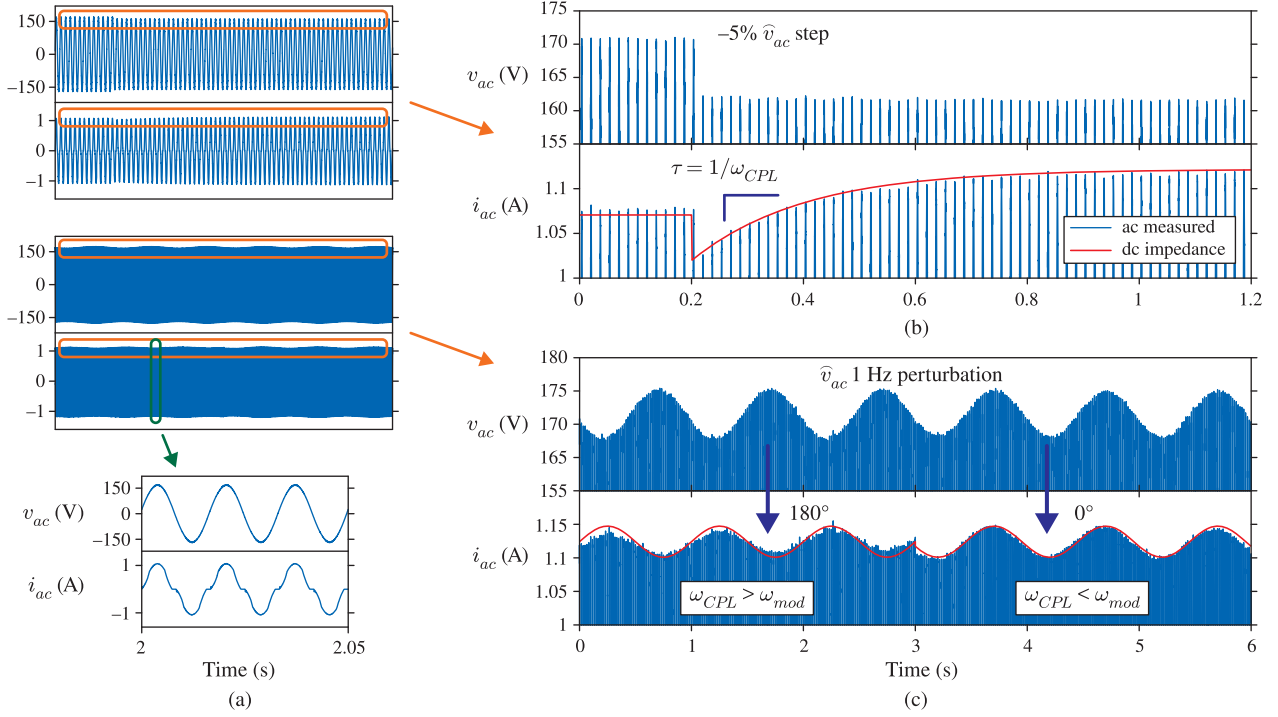 150
0
−150
1
0
−1
150
0
−150
1
0
−1
v_ac (V)
150
0
−150
i_ac (A)
1
−1
2
2.05
Time (s)
(a)
175
170
165
160
155
v_ac (V)
–5% v̂_ac step
i_ac (A)
1.1
1.05
1
τ = 1/ω_CPL
ac measured
dc impedance
0
0.2
0.4
0.6
0.8
1
1.2
(b)
180
175
170
165
160
155
v_ac (V)
v̂_ac 1 Hz perturbation
180°
0°
i_ac (A)
1.15
1.1
1.05
1
ω_CPL > ω_mod
ω_CPL < ω_mod
0
1
2
3
4
5
6
Time (s)
(c)